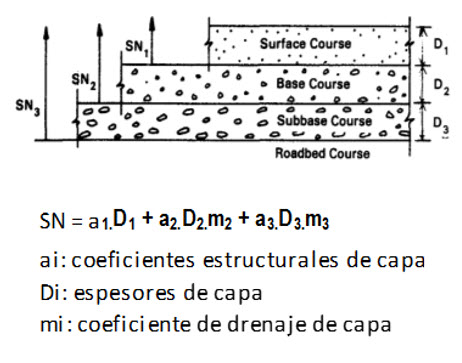 SN1
Surface Course
D1
SN2
Base Course
D2
SN3
Subbase Course
D3
Roadbed Course
SN = a1.D1 + a2.D2.m2 + a3.D3.m3
ai: coeficientes estructurales de capa
Di: espesores de capa
mi: coeficiente de drenaje de capa